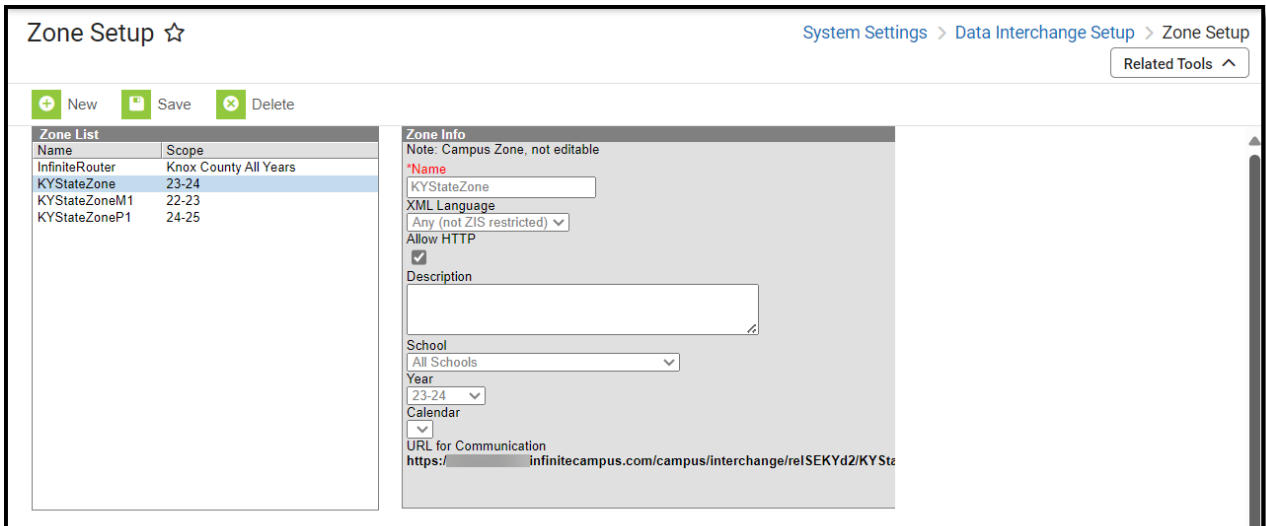 Zone Setup
System Settings > Data Interchange Setup > Zone Setup
Related Tools
New Save Delete
Zone List
Name Scope
InfiniteRouter Knox County All Years
KYStateZone 23-24
KYStateZoneM1 22-23
KYStateZoneP1 24-25
Zone Info
Note: Campus Zone, not editable
*Name
KYStateZone
XML Language
Any (not ZIS restricted)
Allow HTTP
Description
School
All Schools
Year
23-24
Calendar
URL for Communication
https:/ infinitecampus.com/campus/interchange/relSEKYd2/KYSta